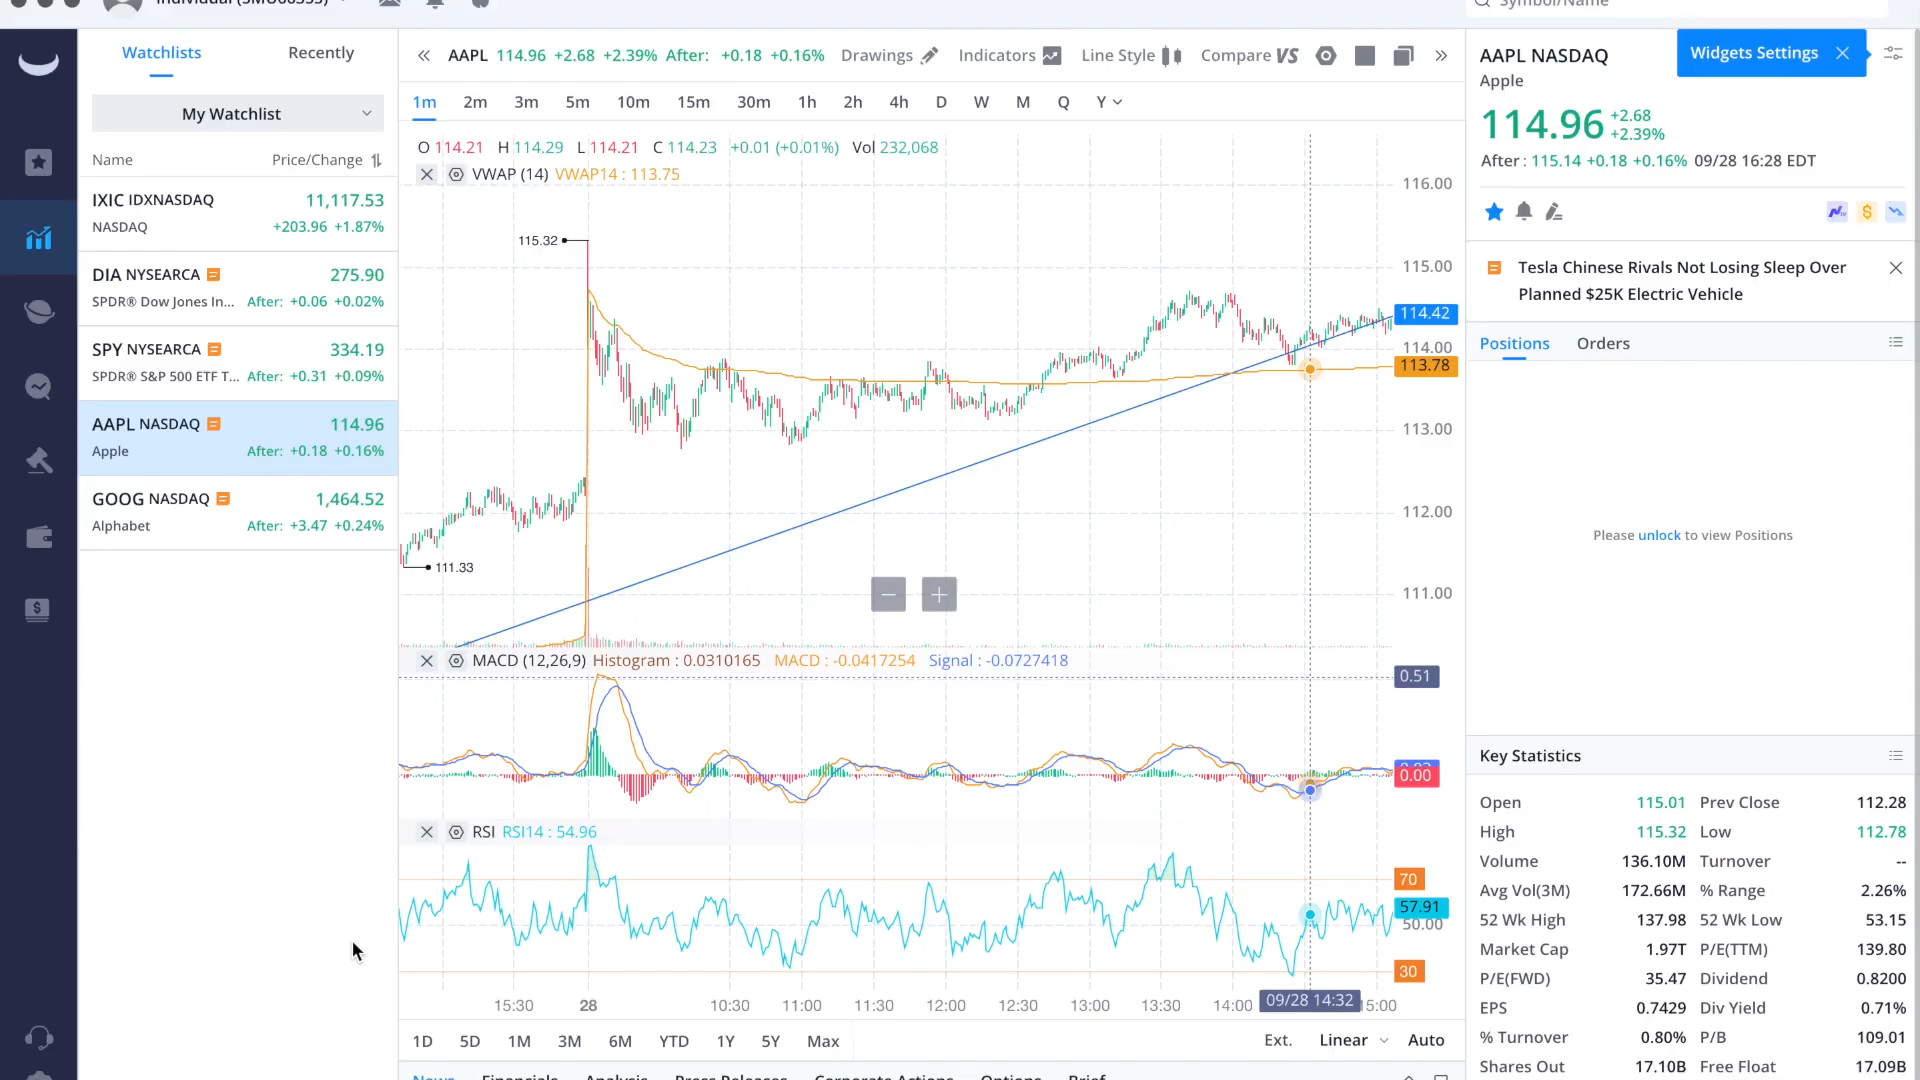 Watchlists Recently
My Watchlist
Name Price/Change
IXIC IDXNASDAQ 11,117.53
NASDAQ +203.96 +1.87%
DIA NYSEARCA 275.90
SPDR® Dow Jones In... After: +0.06 +0.02%
SPY NYSEARCA 334.19
SPDR® S&P 500 ETF T... After: +0.31 +0.09%
AAPL NASDAQ 114.96
Apple After: +0.18 +0.16%
GOOG NASDAQ 1,464.52
Alphabet After: +3.47 +0.24%
AAPL 114.96 +2.68 +2.39% After: +0.18 +0.16% Drawings Indicators Line Style Compare VS
1m 2m 3m 5m 10m 15m 30m 1h 2h 4h D W M Q Y
O 114.21 H 114.29 L 114.21 C 114.23 +0.01 (+0.01%) Vol 232,068
VWAP (14) VWAP14 : 113.75
116.00
115.32
115.00
114.42
114.00
113.78
113.00
112.00
111.33
111.00
MACD (12,26,9) Histogram : 0.0310165 MACD : -0.0417254 Signal : -0.0727418
0.51
0.00
RSI RSI14 : 54.96
70
57.91
50.00
30
15:30 28 10:30 11:00 11:30 12:00 12:30 13:00 13:30 14:00 09/28 14:32 15:00
1D 5D 1M 3M 6M YTD 1Y 5Y Max Ext. Linear Auto
News Financials Analysis Press Releases Corporate Actions Options Brief
Symbol/Name
AAPL NASDAQ Widgets Settings
Apple
114.96 +2.68
+2.39%
After : 115.14 +0.18 +0.16% 09/28 16:28 EDT
Tesla Chinese Rivals Not Losing Sleep Over
Planned $25K Electric Vehicle
Positions Orders
Please unlock to view Positions
Key Statistics
Open 115.01 Prev Close 112.28
High 115.32 Low 112.78
Volume 136.10M Turnover --
Avg Vol(3M) 172.66M % Range 2.26%
52 Wk High 137.98 52 Wk Low 53.15
Market Cap 1.97T P/E(TTM) 139.80
P/E(FWD) 35.47 Dividend 0.8200
EPS 0.7429 Div Yield 0.71%
% Turnover 0.80% P/B 109.01
Shares Out 17.10B Free Float 17.09B